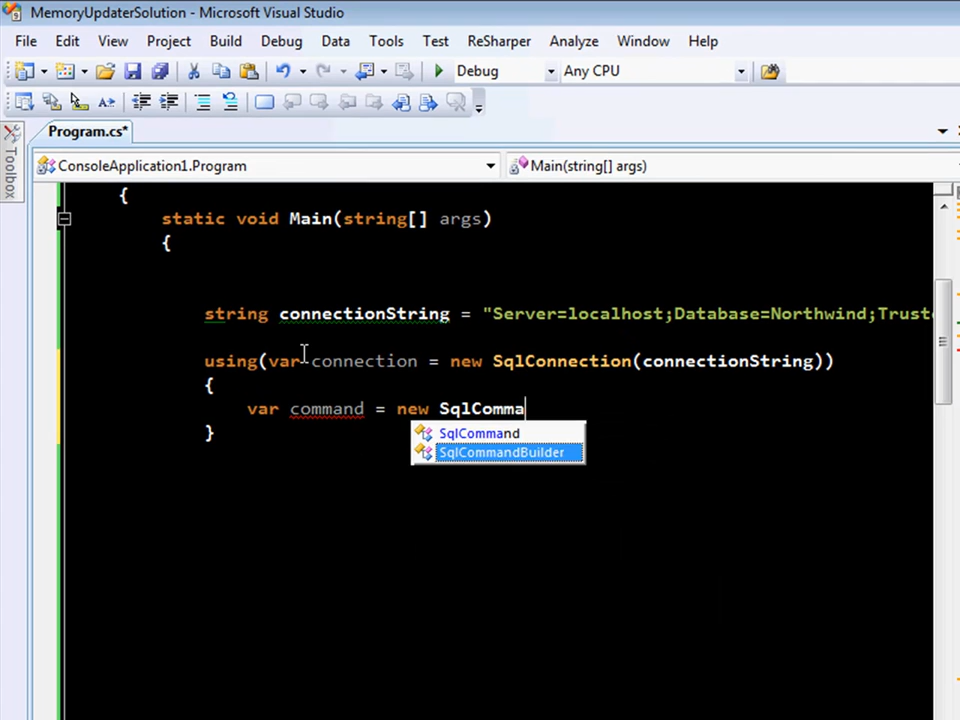 MemoryUpdaterSolution - Microsoft Visual Studio
File Edit View Project Build Debug Data Tools Test ReSharper Analyze Window Help
Debug Any CPU
Program.cs*
Toolbox
ConsoleApplication1.Program Main(string[] args)
{
static void Main(string[] args)
{
string connectionString = "Server=localhost;Database=Northwind;Truste
using(var connection = new SqlConnection(connectionString))
{
var command = new SqlComma
SqlCommand
}
SqlCommandBuilder